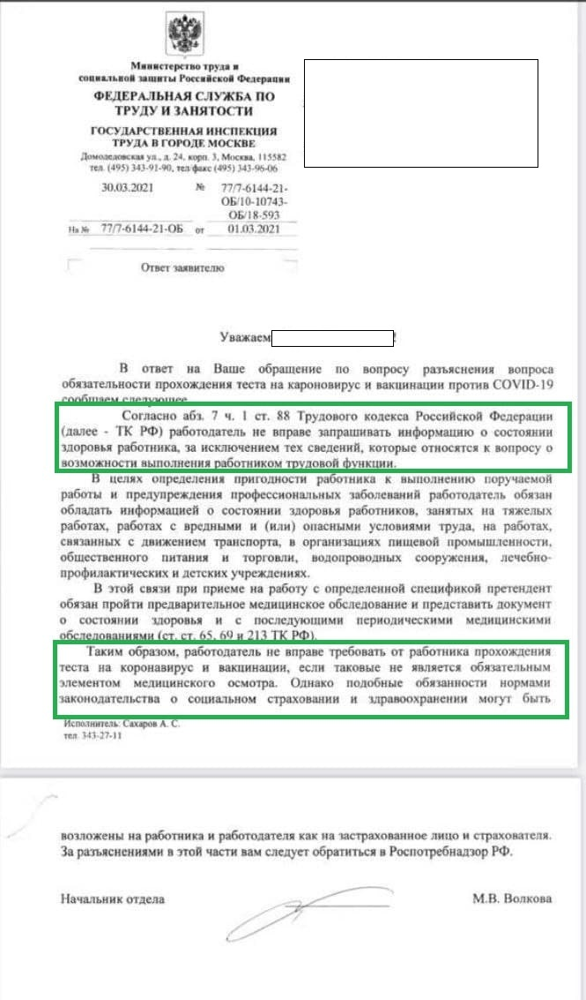 Министерство труда и
социальной защиты Российской Федерации
ФЕДЕРАЛЬНАЯ СЛУЖБА ПО
ТРУДУ И ЗАНЯТОСТИ
ГОСУДАРСТВЕННАЯ ИНСПЕКЦИЯ
ТРУДА В ГОРОДЕ МОСКВЕ
Домодедовская ул., д. 24, корп. 3, Москва, 115582
тел. (495) 343-91-90, тел/факс (495) 343-96-06
30.03.2021 № 77/7-6144-21-
ОБ/10-10743-
ОБ/18-593
На № 77/7-6144-21-ОБ от 01.03.2021
Ответ заявителю
Уважаем !
В ответ на Ваше обращение по вопросу разъяснения вопроса
обязательности прохождения теста на кароновирус и вакцинации против COVID-19
сообщаем следующее.
Согласно абз. 7 ч. 1 ст. 88 Трудового кодекса Российской Федерации
(далее - ТК РФ) работодатель не вправе запрашивать информацию о состоянии
здоровья работника, за исключением тех сведений, которые относятся к вопросу о
возможности выполнения работником трудовой функции.
В целях определения пригодности работника к выполнению поручаемой
работы и предупреждения профессиональных заболеваний работодатель обязан
обладать информацией о состоянии здоровья работников, занятых на тяжелых
работах, работах с вредными и (или) опасными условиями труда, на работах,
связанных с движением транспорта, в организациях пищевой промышленности,
общественного питания и торговли, водопроводных сооружения, лечебно-
профилактических и детских учреждениях.
В этой связи при приеме на работу с определенной спецификой претендент
обязан пройти предварительное медицинское обследование и представить документ
о состоянии здоровья и с последующими периодическими медицинскими
обследованиями (ст. ст. 65, 69 и 213 ТК РФ).
Таким образом, работодатель не вправе требовать от работника прохождения
теста на коронавирус и вакцинации, если таковые не является обязательным
элементом медицинского осмотра. Однако подобные обязанности нормами
законодательства о социальном страховании и здравоохранении могут быть
Исполнитель: Сахаров А. С.
тел. 343-27-11
возложены на работника и работодателя как на застрахованное лицо и страхователя.
За разъяснениями в этой части вам следует обратиться в Роспотребнадзор РФ.
Начальник отдела М.В. Волкова